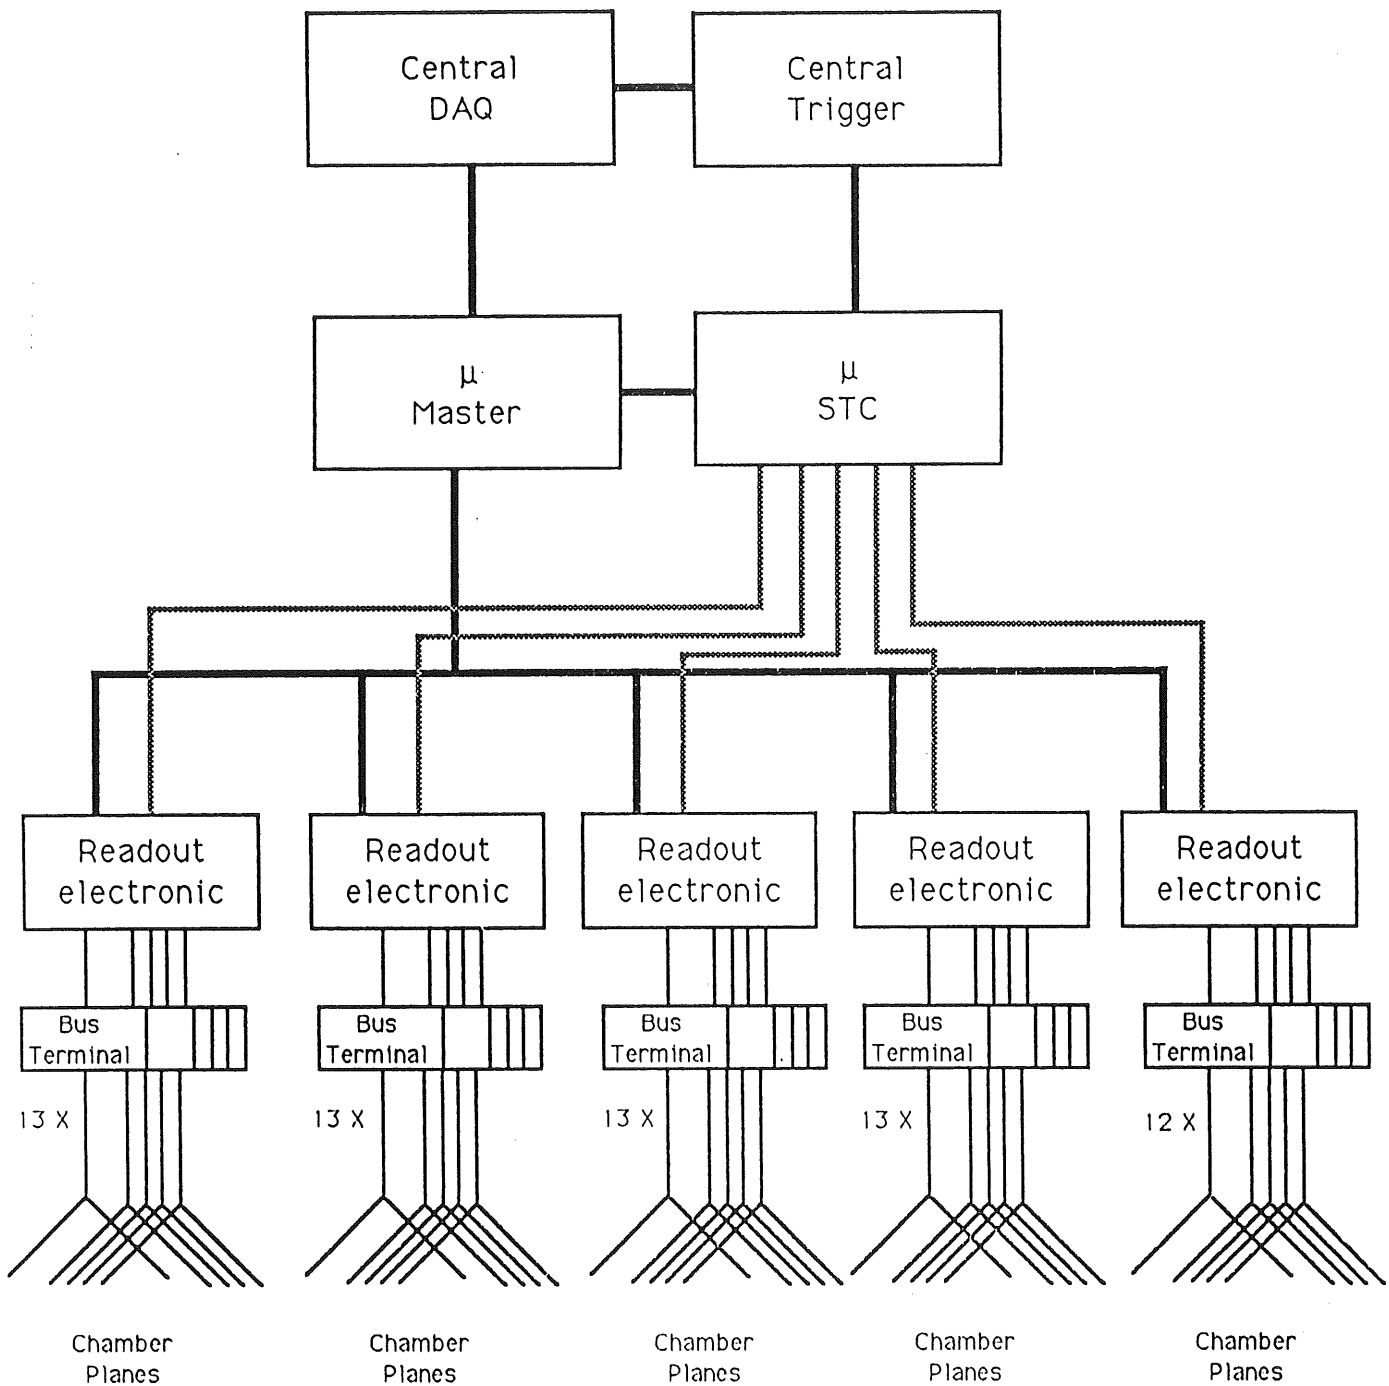 Central
DAQ
Central
Trigger
μ
Master
μ
STC
Readout
electronic
Readout
electronic
Readout
electronic
Readout
electronic
Readout
electronic
Bus
Terminal
Bus
Terminal
Bus
Terminal
Bus
Terminal
Bus
Terminal
13 X
13 X
13 X
13 X
12 X
Chamber
Planes
Chamber
Planes
Chamber
Planes
Chamber
Planes
Chamber
Planes